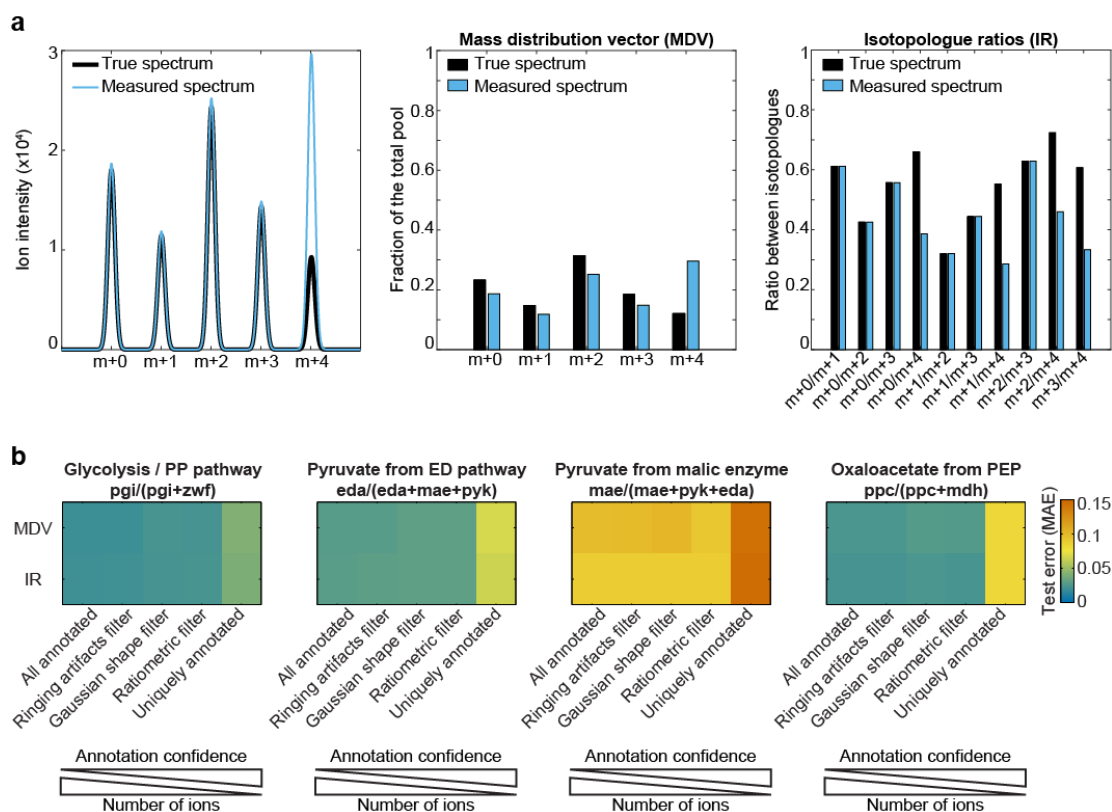 a
3
2
1
0
Ion intensity (x10⁴)
True spectrum
Measured spectrum
m+0
m+1
m+2
m+3
m+4
Mass distribution vector (MDV)
1
0.8
0.6
0.4
0.2
0
Fraction of the total pool
True spectrum
Measured spectrum
m+0
m+1
m+2
m+3
m+4
Isotopologue ratios (IR)
1
0.8
0.6
0.4
0.2
0
Ratio between isotopologues
True spectrum
Measured spectrum
m+0/m+1
m+0/m+2
m+0/m+3
m+0/m+4
m+1/m+2
m+1/m+3
m+1/m+4
m+2/m+3
m+2/m+4
m+3/m+4
b
Glycolysis / PP pathway
pgi/(pgi+zwf)
MDV
IR
All annotated
Ringing artifacts filter
Gaussian shape filter
Ratiometric filter
Uniquely annotated
Annotation confidence
Number of ions
Pyruvate from ED pathway
eda/(eda+mae+pyk)
All annotated
Ringing artifacts filter
Gaussian shape filter
Ratiometric filter
Uniquely annotated
Annotation confidence
Number of ions
Pyruvate from malic enzyme
mae/(mae+pyk+eda)
All annotated
Ringing artifacts filter
Gaussian shape filter
Ratiometric filter
Uniquely annotated
Annotation confidence
Number of ions
Oxaloacetate from PEP
ppc/(ppc+mdh)
All annotated
Ringing artifacts filter
Gaussian shape filter
Ratiometric filter
Uniquely annotated
Annotation confidence
Number of ions
Test error (MAE)
0.15
0.1
0.05
0